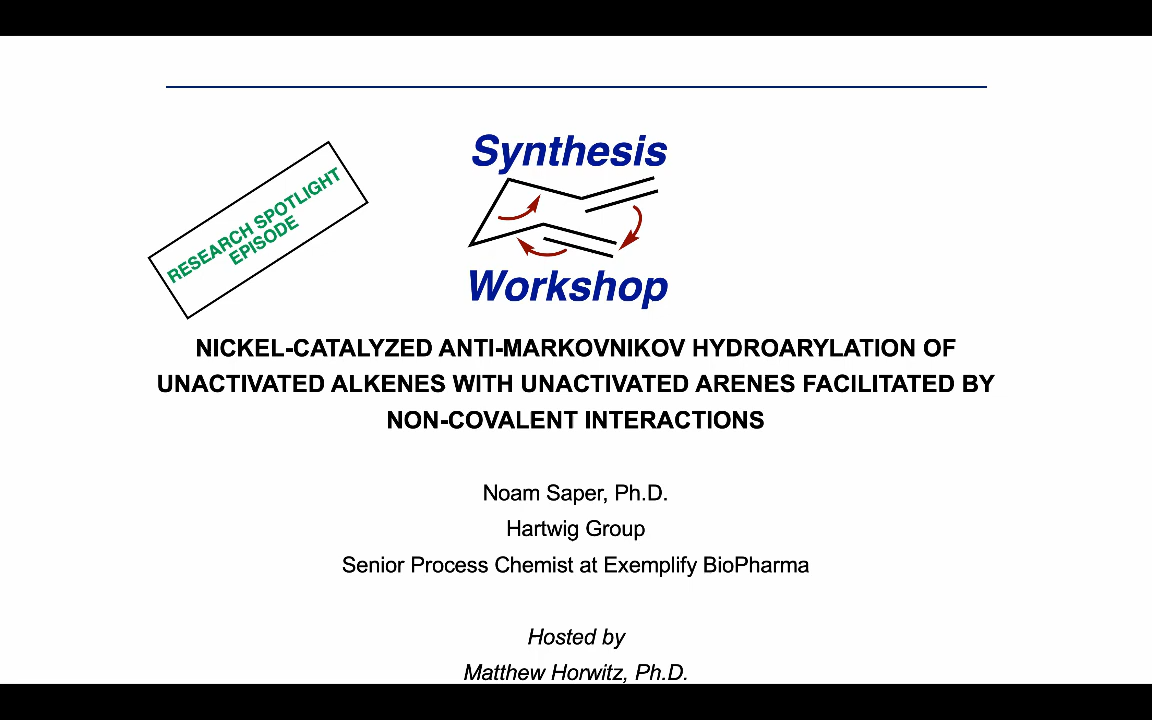 Synthesis
RESEARCH SPOTLIGHT
EPISODE
Workshop
NICKEL-CATALYZED ANTI-MARKOVNIKOV HYDROARYLATION OF
UNACTIVATED ALKENES WITH UNACTIVATED ARENES FACILITATED BY
NON-COVALENT INTERACTIONS
Noam Saper, Ph.D.
Hartwig Group
Senior Process Chemist at Exemplify BioPharma
Hosted by
Matthew Horwitz, Ph.D.